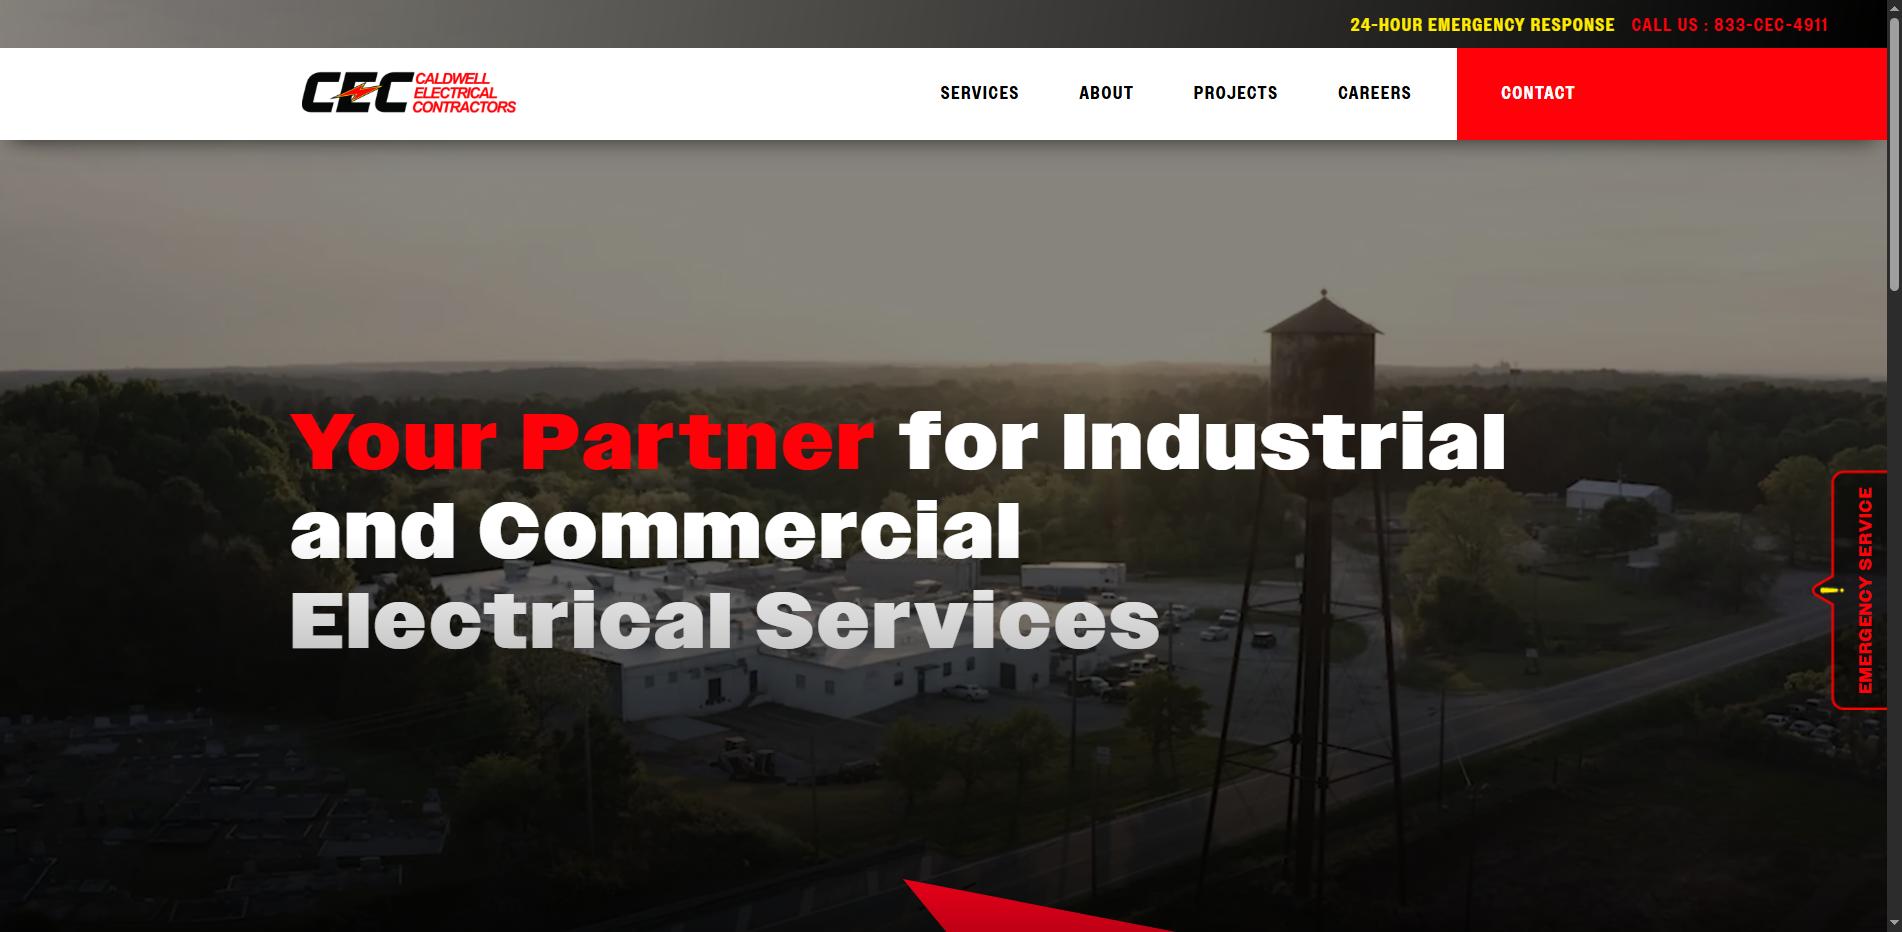 24-HOUR EMERGENCY RESPONSE CALL US : 833-CEC-4911
CEC
CALDWELL
ELECTRICAL
CONTRACTORS
SERVICES ABOUT PROJECTS CAREERS CONTACT
Your Partner for Industrial
and Commercial
Electrical Services
! EMERGENCY SERVICE